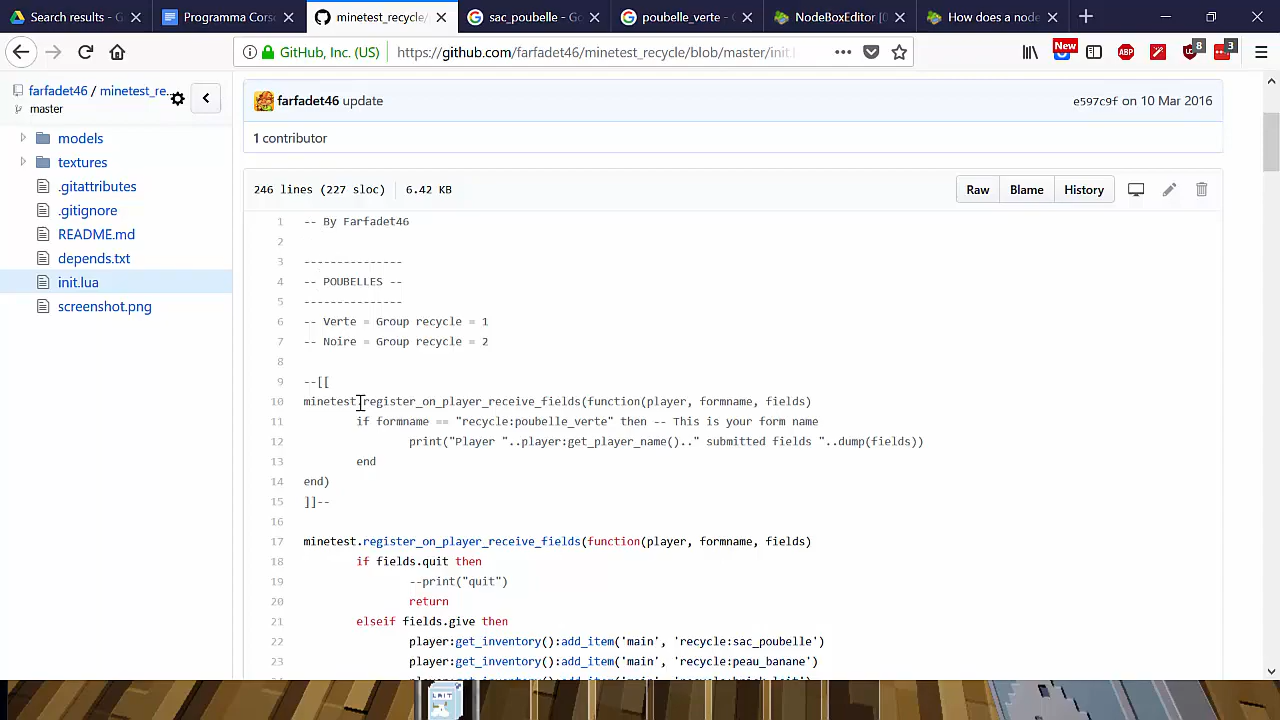 Search results - D
Programma Cors
minetest_recycle/
sac_poubelle - Go
poubelle_verte - G
NodeBoxEditor [0
How does a node
GitHub, Inc. (US)
https://github.com/farfadet46/minetest_recycle/blob/master/init.l
New
ABP
8
3
farfadet46 / minetest_re...
master
models
textures
.gitattributes
.gitignore
README.md
depends.txt
init.lua
screenshot.png
farfadet46 update
e597c9f on 10 Mar 2016
1 contributor
246 lines (227 sloc) 6.42 KB
Raw Blame History
1 -- By Farfadet46
2
3 ---------------
4 -- POUBELLES --
5 ---------------
6 -- Verte = Group recycle = 1
7 -- Noire = Group recycle = 2
8
9 --[[
10 minetest.register_on_player_receive_fields(function(player, formname, fields)
11 if formname == "recycle:poubelle_verte" then -- This is your form name
12 print("Player "..player:get_player_name().." submitted fields "..dump(fields))
13 end
14 end)
15 ]]--
16
17 minetest.register_on_player_receive_fields(function(player, formname, fields)
18 if fields.quit then
19 --print("quit")
20 return
21 elseif fields.give then
22 player:get_inventory():add_item('main', 'recycle:sac_poubelle')
23 player:get_inventory():add_item('main', 'recycle:peau_banane')
LAIT